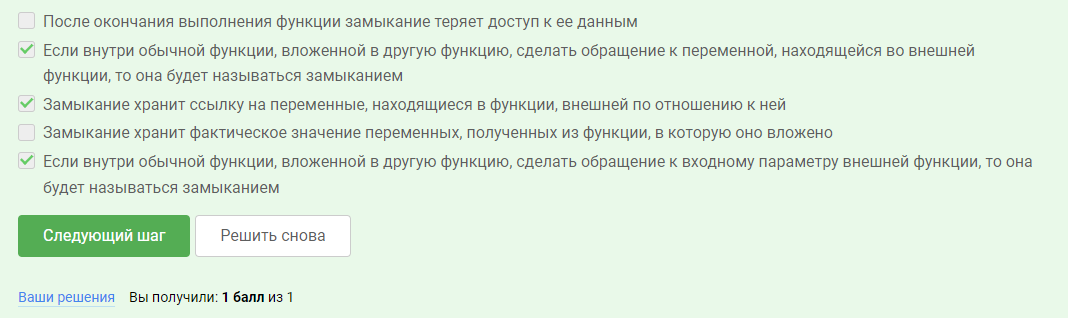 После окончания выполнения функции замыкание теряет доступ к ее данным
Если внутри обычной функции, вложенной в другую функцию, сделать обращение к переменной, находящейся во внешней
функции, то она будет называться замыканием
Замыкание хранит ссылку на переменные, находящиеся в функции, внешней по отношению к ней
Замыкание хранит фактическое значение переменных, полученных из функции, в которую оно вложено
Если внутри обычной функции, вложенной в другую функцию, сделать обращение к входному параметру внешней функции, то она
будет называться замыканием
Следующий шаг Решить снова
Ваши решения Вы получили: 1 балл из 1